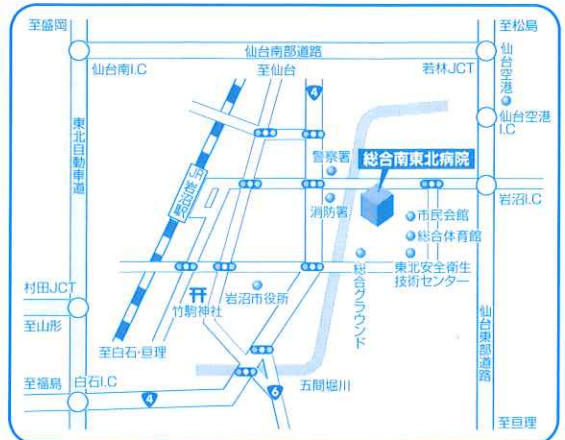 至盛岡
至松島
仙台南部道路
仙台南I.C
至仙台
若林JCT
仙台空港
4
仙台空港
I.C
東北自動車道
警察署
総合南東北病院
JR岩沼駅
消防署
市民会館
岩沼I.C
総合体育館
東北安全衛生
技術センター
総合グラウンド
村田JCT
竹駒神社
岩沼市役所
至山形
至白石・亘理
仙台東部道路
至福島
白石I.C
4
6
五間堀川
至亘理